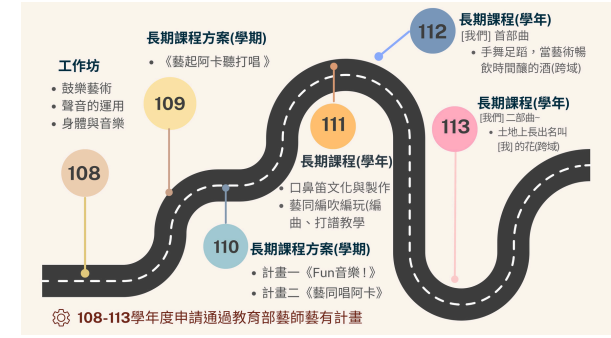 工作坊
• 鼓樂藝術
• 聲音的運用
• 身體與音樂
108
長期課程方案(學期)
• 《藝起阿卡聽打唱 》
109
110
長期課程方案(學期)
• 計畫一《Fun音樂 ! 》
• 計畫二《藝同唱阿卡》
111
長期課程(學年)
• 口鼻笛文化與製作
• 藝同編吹編玩(編
曲、打譜教學
112
長期課程(學年)
[我們] 首部曲
• 手舞足蹈，當藝術暢
飲時間釀的酒(跨域)
113
長期課程(學年)
[我們] 二部曲~
• 土地上長出名叫
[我] 的花(跨域)
108-113學年度申請通過教育部藝師藝有計畫